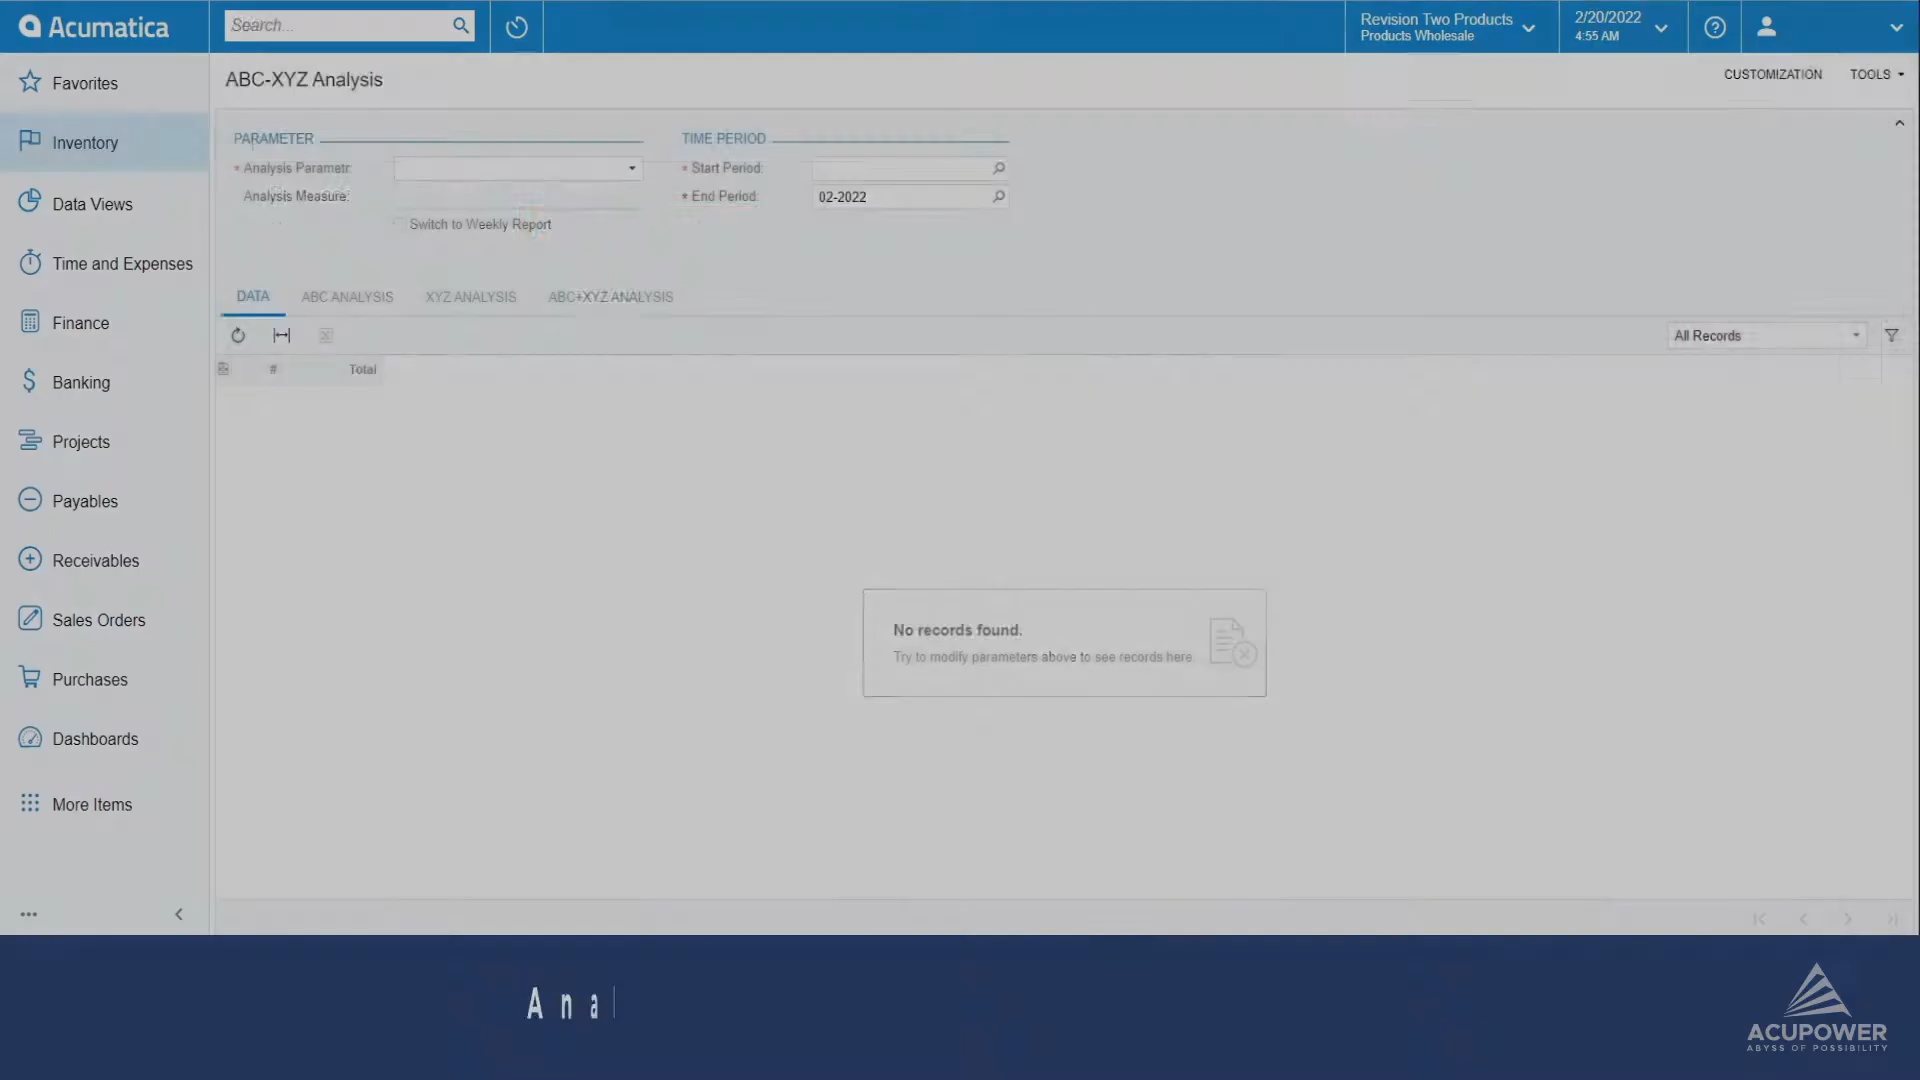 Acumatica
Search...
Revision Two Products
Products Wholesale
2/20/2022
4:55 AM
Favorites
Inventory
Data Views
Time and Expenses
Finance
Banking
Projects
Payables
Receivables
Sales Orders
Purchases
Dashboards
More Items
ABC-XYZ Analysis
CUSTOMIZATION
TOOLS
PARAMETER
TIME PERIOD
* Analysis Parametr:
* Start Period:
Analysis Measure:
* End Period:
02-2022
Switch to Weekly Report
DATA
ABC ANALYSIS
XYZ ANALYSIS
ABC+XYZ ANALYSIS
All Records
#
Total
No records found.
Try to modify parameters above to see records here
Ana
ACUPOWER
ABYSS OF POSSIBILITY